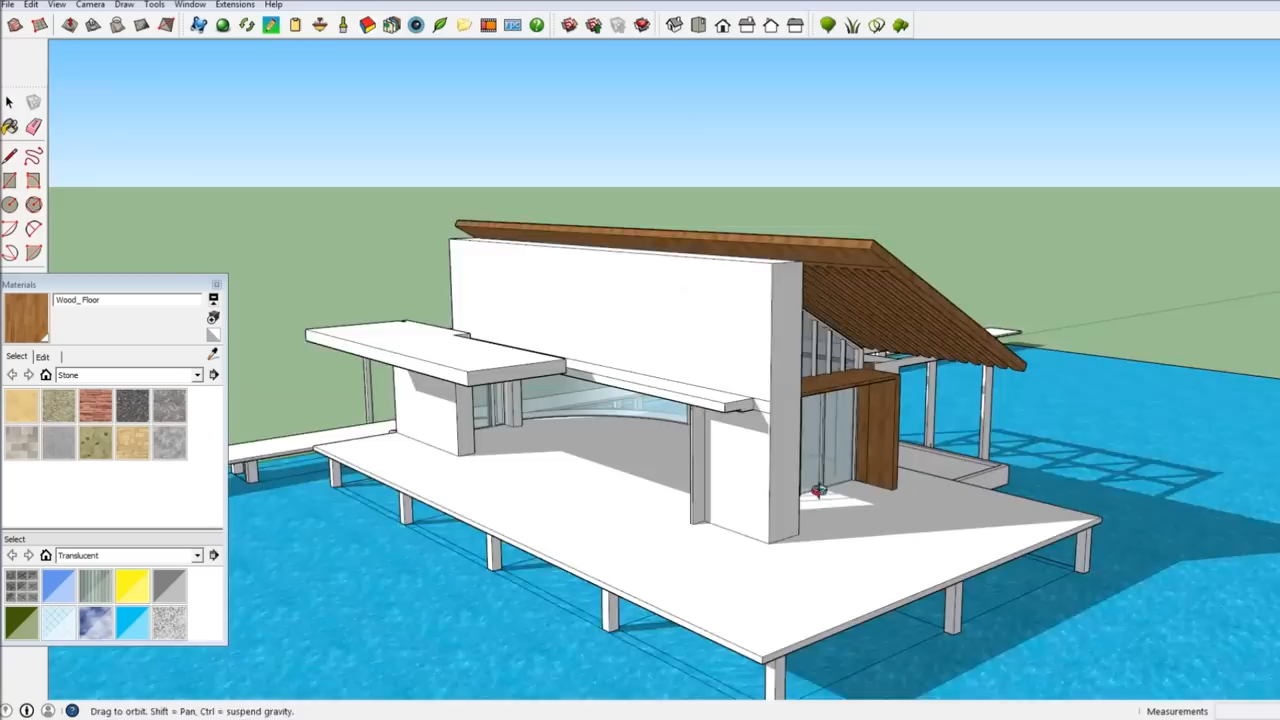 File Edit View Camera Draw Tools Window Extensions Help
Materials
Wood_Floor
Select Edit
Stone
Select
Translucent
Drag to orbit. Shift = Pan, Ctrl = suspend gravity.
Measurements